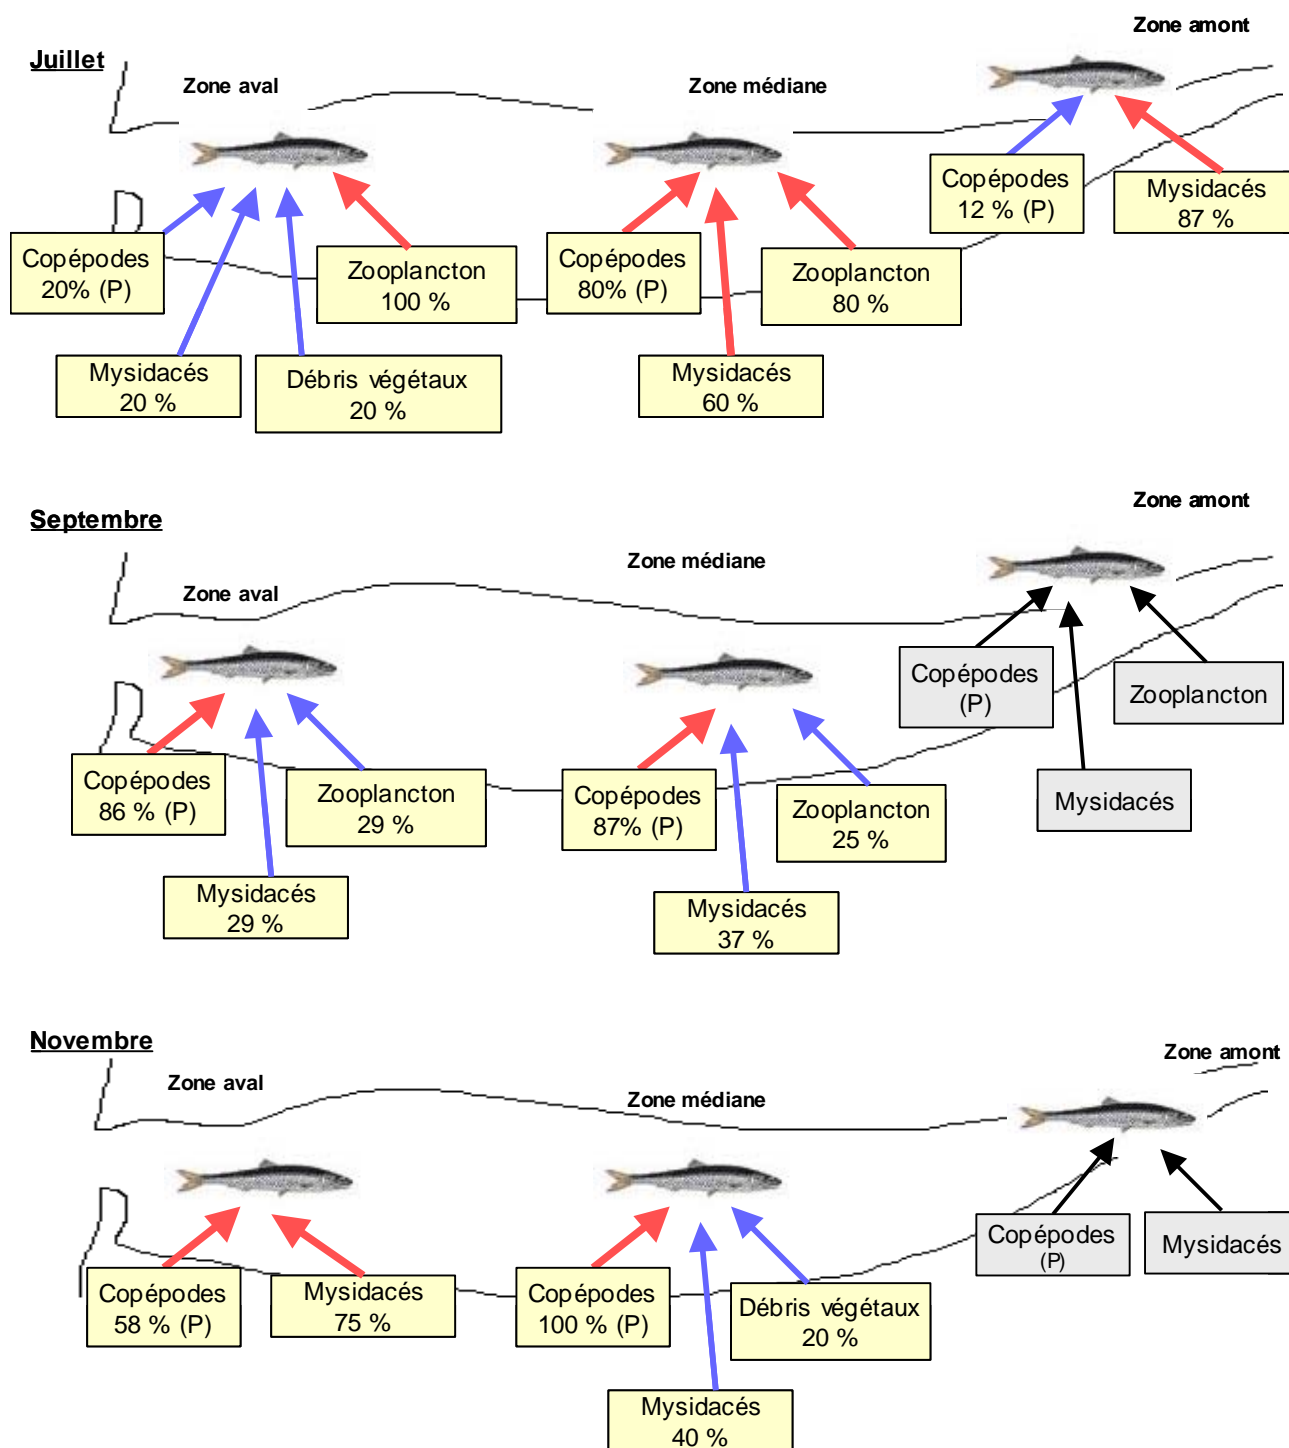 Zone amont
Juillet
Zone aval
Zone médiane
Copépodes
12 % (P)
Mysidacés
87 %
Copépodes
20% (P)
Zooplancton
100 %
Copépodes
80% (P)
Zooplancton
80 %
Mysidacés
20 %
Débris végétaux
20 %
Mysidacés
60 %
Zone amont
Septembre
Zone médiane
Zone aval
Copépodes
(P)
Zooplancton
Mysidacés
Copépodes
86 % (P)
Zooplancton
29 %
Copépodes
87% (P)
Zooplancton
25 %
Mysidacés
29 %
Mysidacés
37 %
Novembre
Zone amont
Zone aval
Zone médiane
Copépodes
(P)
Mysidacés
Copépodes
58 % (P)
Mysidacés
75 %
Copépodes
100 % (P)
Débris végétaux
20 %
Mysidacés
40 %